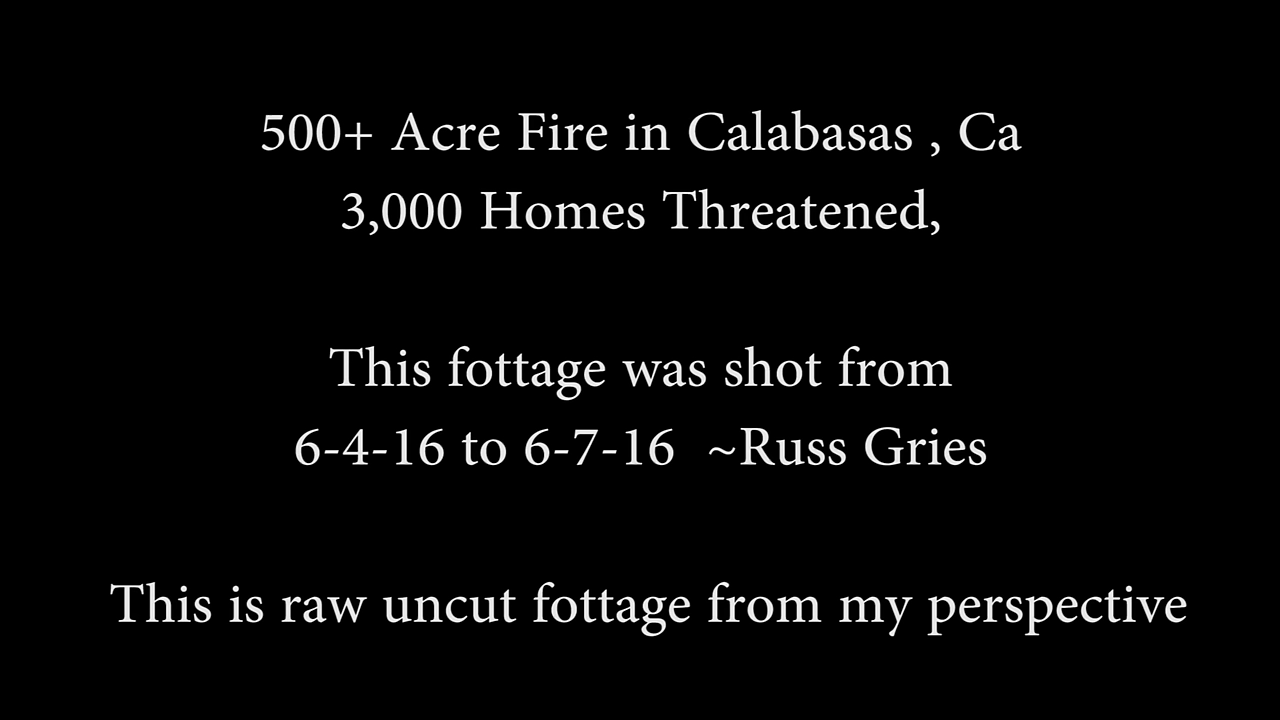 500+ Acre Fire in Calabasas , Ca
3,000 Homes Threatened,
This fottage was shot from
6-4-16 to 6-7-16 ~Russ Gries
This is raw uncut fottage from my perspective